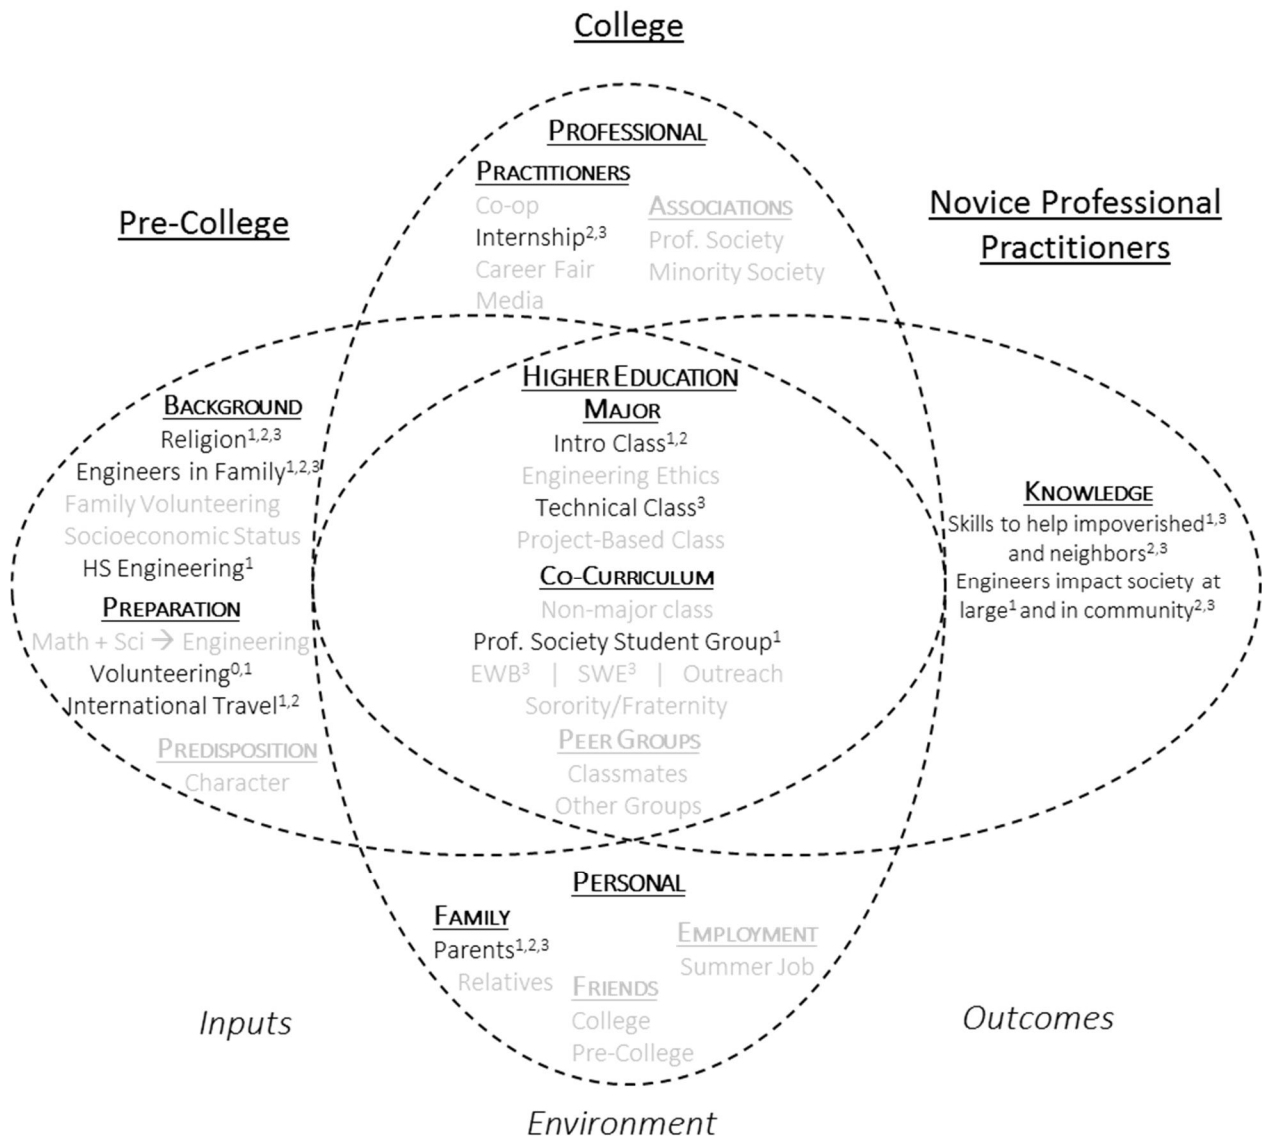 College
Pre-College
Novice Professional
Practitioners
PROFESSIONAL
PRACTITIONERS
Co-op
Internship2,3
Career Fair
Media
ASSOCIATIONS
Prof. Society
Minority Society
BACKGROUND
Religion1,2,3
Engineers in Family1,2,3
Family Volunteering
Socioeconomic Status
HS Engineering1
PREPARATION
Math + Sci → Engineering
Volunteering0,1
International Travel1,2
PREDISPOSITION
Character
HIGHER EDUCATION
MAJOR
Intro Class1,2
Engineering Ethics
Technical Class3
Project-Based Class
CO-CURRICULUM
Non-major class
Prof. Society Student Group1
EWB3 | SWE3 | Outreach
Sorority/Fraternity
PEER GROUPS
Classmates
Other Groups
KNOWLEDGE
Skills to help impoverished1,3
and neighbors2,3
Engineers impact society at
large1 and in community2,3
PERSONAL
FAMILY
Parents1,2,3
Relatives
FRIENDS
College
Pre-College
EMPLOYMENT
Summer Job
Inputs
Outcomes
Environment